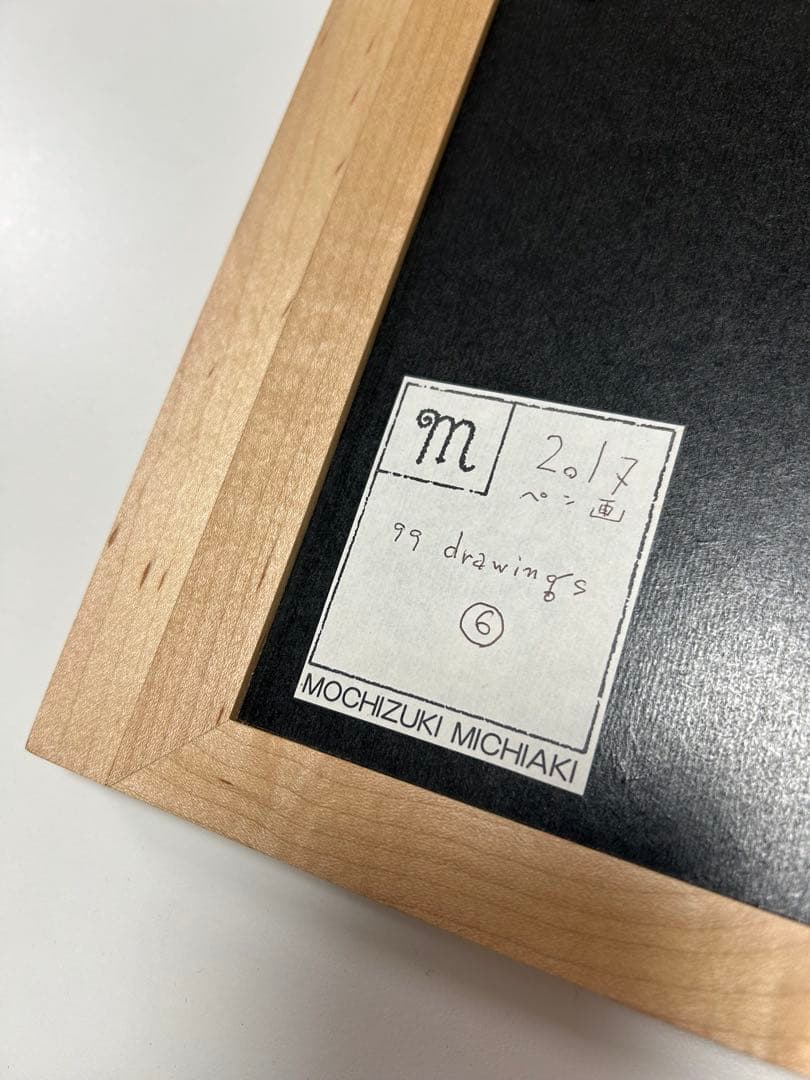 m
2017
ペン画
99 drawings
⑥
MOCHIZUKI MICHIAKI